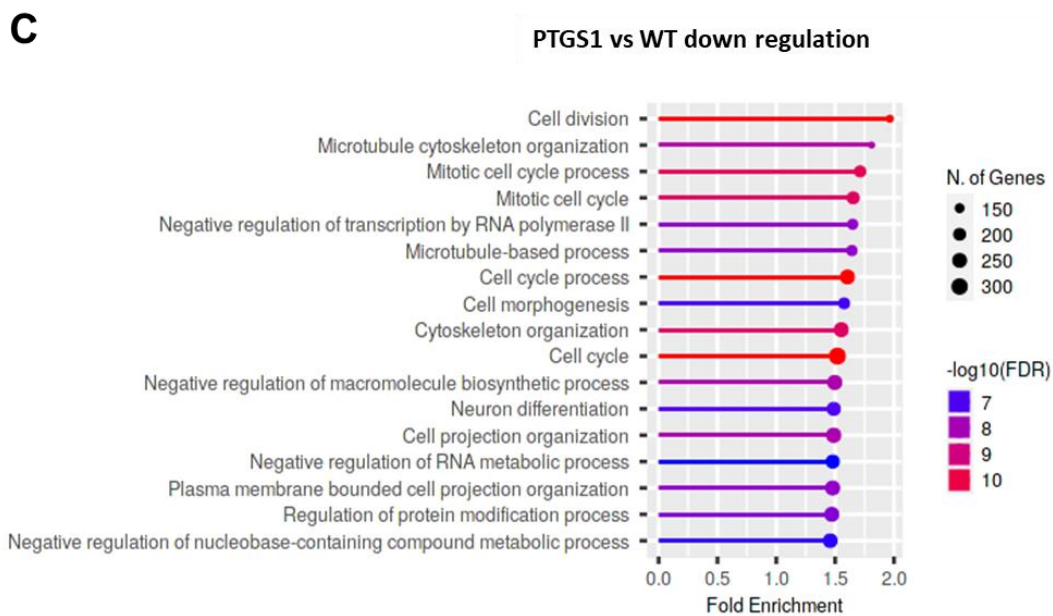 C
PTGS1 vs WT down regulation
Cell division
Microtubule cytoskeleton organization
Mitotic cell cycle process
Mitotic cell cycle
Negative regulation of transcription by RNA polymerase II
Microtubule-based process
Cell cycle process
Cell morphogenesis
Cytoskeleton organization
Cell cycle
Negative regulation of macromolecule biosynthetic process
Neuron differentiation
Cell projection organization
Negative regulation of RNA metabolic process
Plasma membrane bounded cell projection organization
Regulation of protein modification process
Negative regulation of nucleobase-containing compound metabolic process
0.0 0.5 1.0 1.5 2.0
Fold Enrichment
N. of Genes
150
200
250
300
-log10(FDR)
7
8
9
10